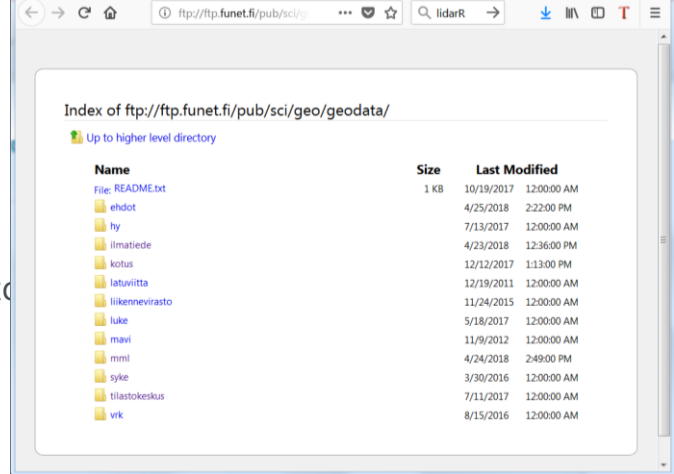 ftp://ftp.funet.fi/pub/sci/g
lidarR
T
Index of ftp://ftp.funet.fi/pub/sci/geo/geodata/
Up to higher level directory
Name Size Last Modified
File: README.txt 1 KB 10/19/2017 12:00:00 AM
ehdot 4/25/2018 2:22:00 PM
hy 7/13/2017 12:00:00 AM
ilmatiede 4/23/2018 12:36:00 PM
kotus 12/12/2017 1:13:00 PM
latuviitta 12/19/2011 12:00:00 AM
liikennevirasto 11/24/2015 12:00:00 AM
luke 5/18/2017 12:00:00 AM
mavi 11/9/2012 12:00:00 AM
mml 4/24/2018 2:49:00 PM
syke 3/30/2016 12:00:00 AM
tilastokeskus 7/11/2017 12:00:00 AM
vrk 8/15/2016 12:00:00 AM